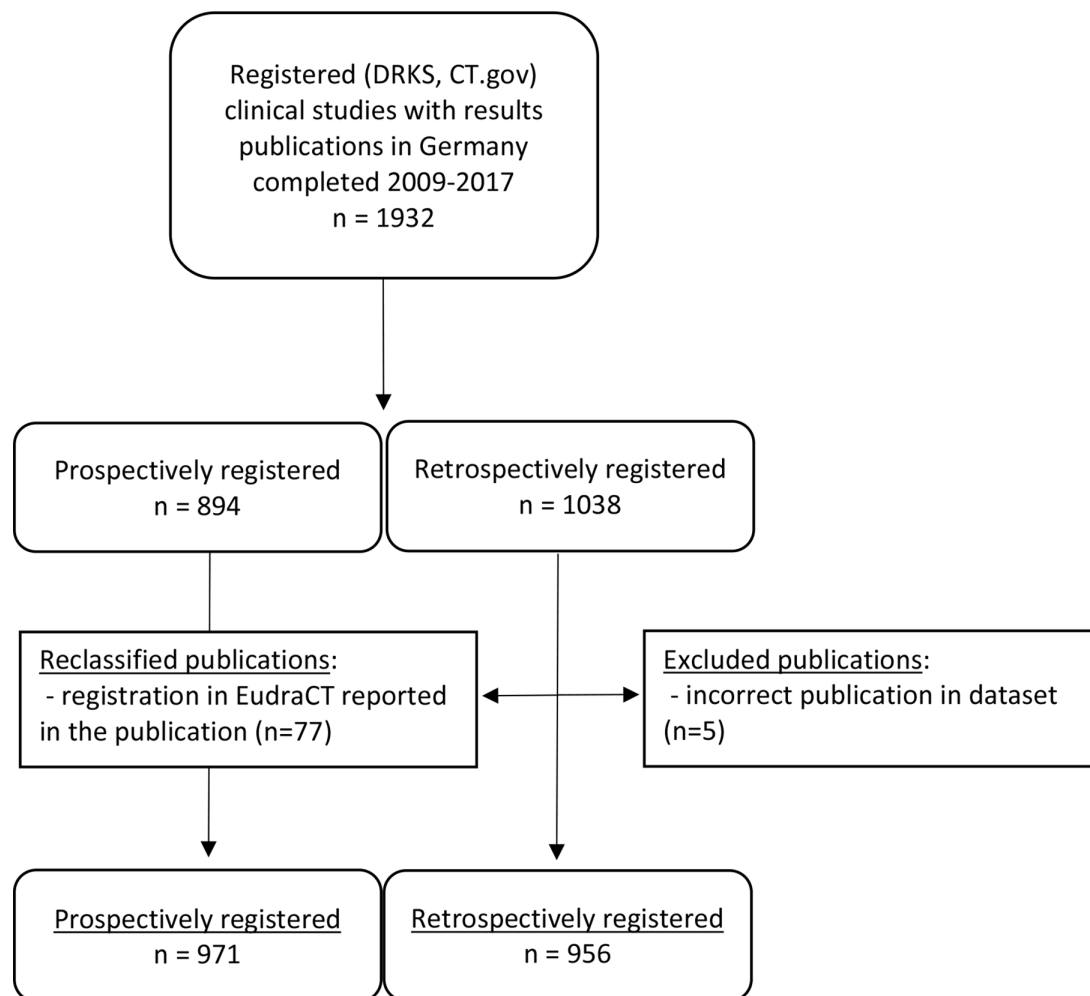 Registered (DRKS, CT.gov)
clinical studies with results
publications in Germany
completed 2009-2017
n = 1932
Prospectively registered
n = 894
Retrospectively registered
n = 1038
Reclassified publications:
- registration in EudraCT reported
in the publication (n=77)
Excluded publications:
- incorrect publication in dataset
(n=5)
Prospectively registered
n = 971
Retrospectively registered
n = 956